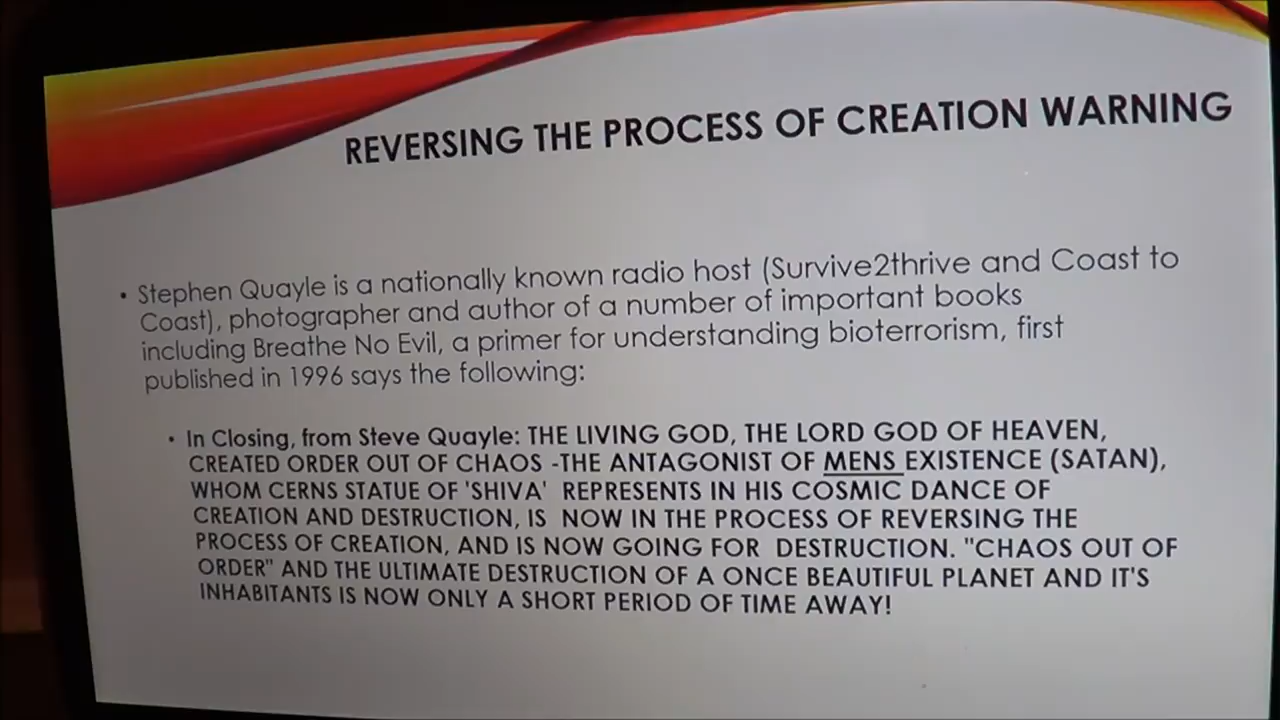 REVERSING THE PROCESS OF CREATION WARNING
• Stephen Quayle is a nationally known radio host (Survive2thrive and Coast to
Coast), photographer and author of a number of important books
including Breathe No Evil, a primer for understanding bioterrorism, first
published in 1996 says the following:
• In Closing, from Steve Quayle: THE LIVING GOD, THE LORD GOD OF HEAVEN,
CREATED ORDER OUT OF CHAOS -THE ANTAGONIST OF MENS EXISTENCE (SATAN),
WHOM CERNS STATUE OF 'SHIVA' REPRESENTS IN HIS COSMIC DANCE OF
CREATION AND DESTRUCTION, IS NOW IN THE PROCESS OF REVERSING THE
PROCESS OF CREATION, AND IS NOW GOING FOR DESTRUCTION. "CHAOS OUT OF
ORDER" AND THE ULTIMATE DESTRUCTION OF A ONCE BEAUTIFUL PLANET AND IT'S
INHABITANTS IS NOW ONLY A SHORT PERIOD OF TIME AWAY!